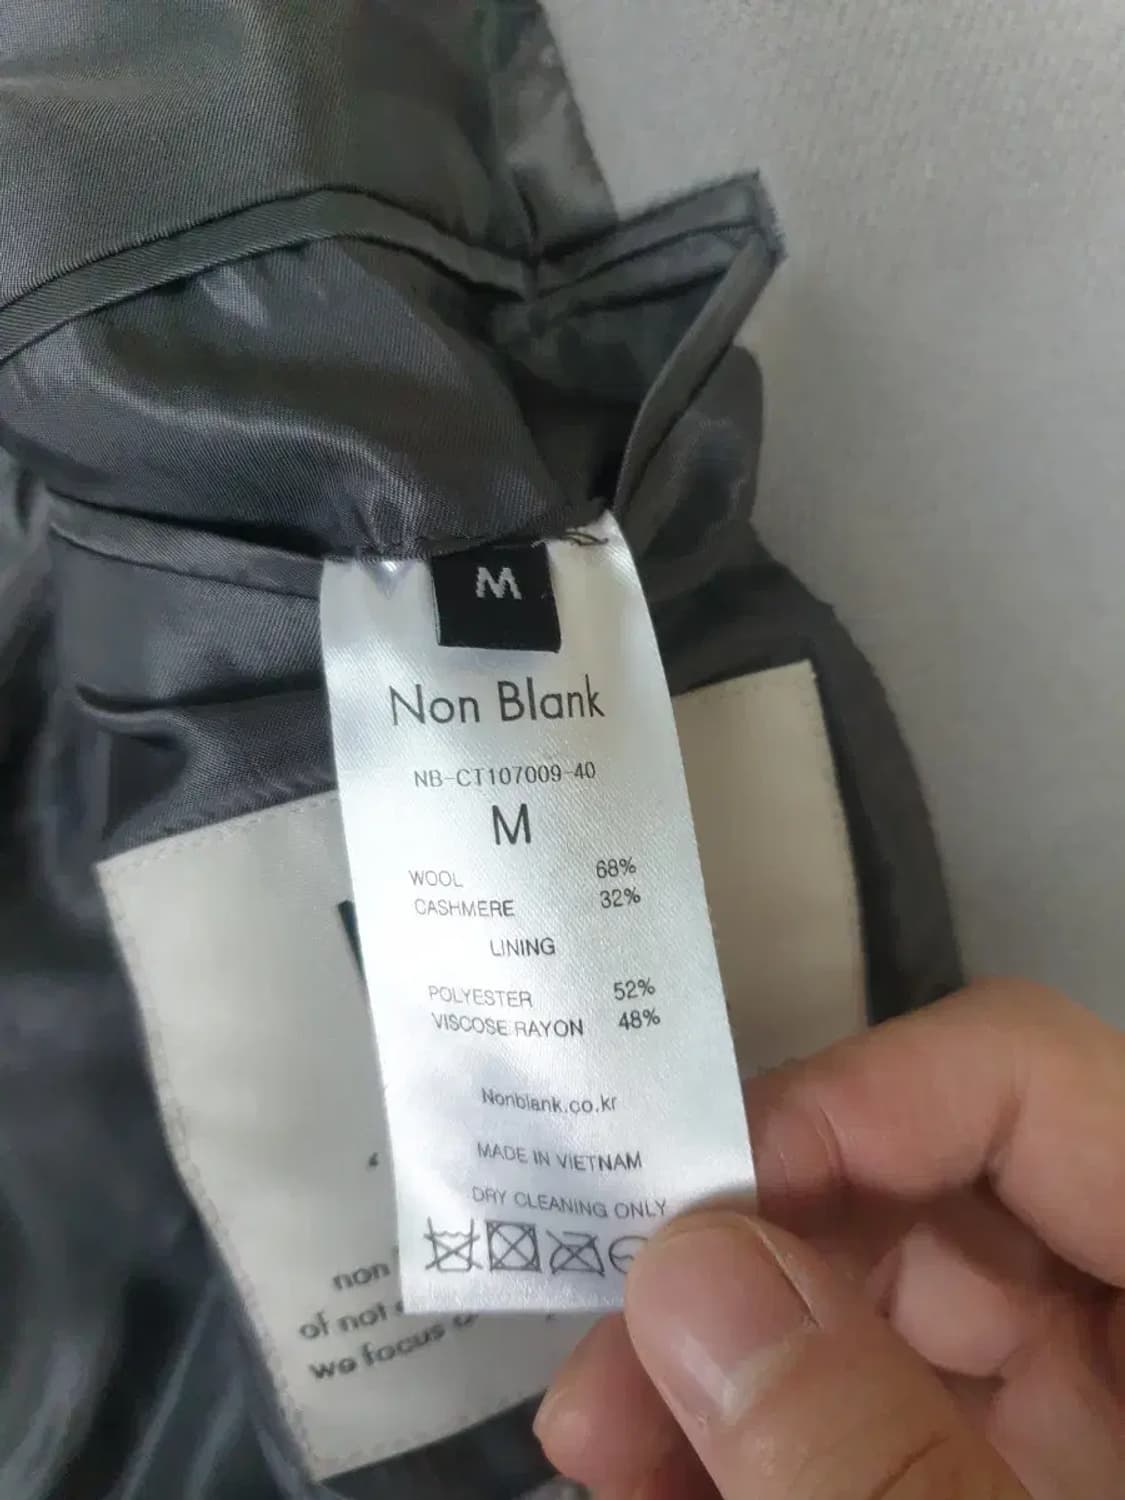 M
Non Blank
NB-CT107009-40
M
WOOL 68%
CASHMERE 32%
LINING
POLYESTER 52%
VISCOSE RAYON 48%
Nonblank.co.kr
MADE IN VIETNAM
DRY CLEANING ONLY
non
of not
we focus